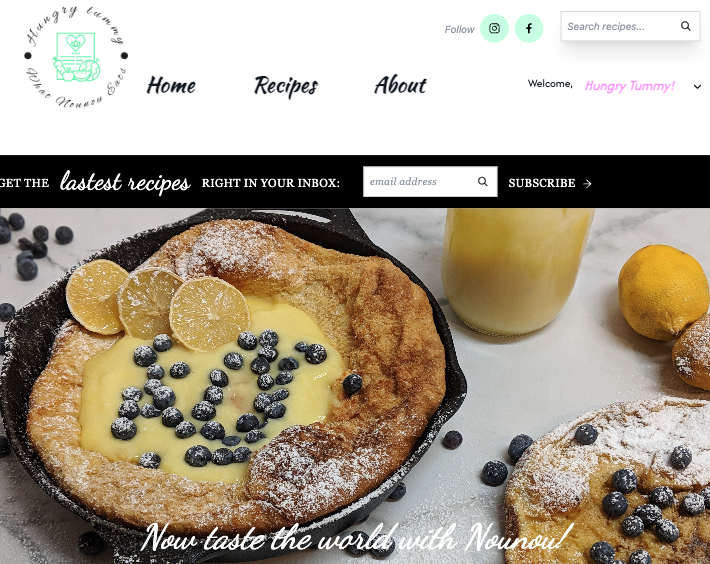 Hungry tummy
What Nounou Eats
Follow
Search recipes...
Home Recipes About
Welcome, Hungry Tummy!
GET THE lastest recipes RIGHT IN YOUR INBOX: email address SUBSCRIBE →
Now taste the world with Nounou!